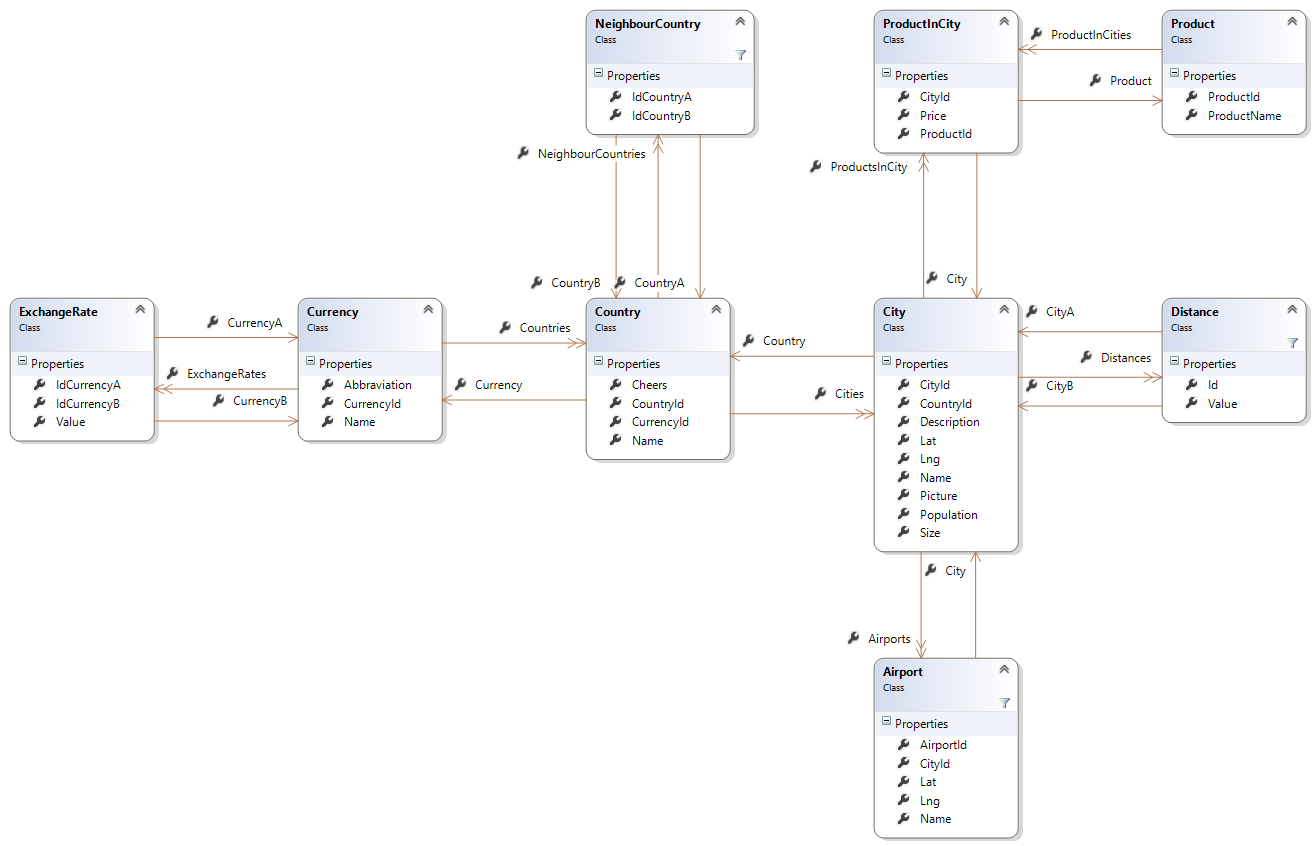 NeighbourCountry
Class
Properties
IdCountryA
IdCountryB
ProductInCity
Class
Properties
CityId
Price
ProductId
ProductInCities
Product
Product
Class
Properties
ProductId
ProductName
NeighbourCountries
ProductsInCity
CountryB
CountryA
City
ExchangeRate
Class
Properties
IdCurrencyA
IdCurrencyB
Value
CurrencyA
ExchangeRates
CurrencyB
Currency
Class
Properties
Abbraviation
CurrencyId
Name
Countries
Currency
Country
Class
Properties
Cheers
CountryId
CurrencyId
Name
Country
Cities
City
Class
Properties
CityId
CountryId
Description
Lat
Lng
Name
Picture
Population
Size
CityA
Distances
CityB
Distance
Class
Properties
Id
Value
City
Airports
Airport
Class
Properties
AirportId
CityId
Lat
Lng
Name